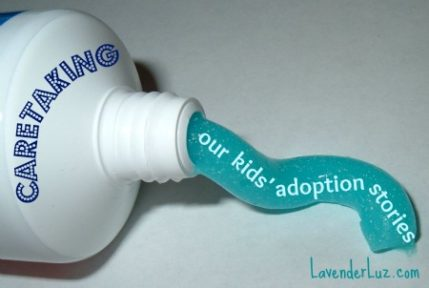 CARETAKING
our kids' adoption stories
LavenderLuz.com